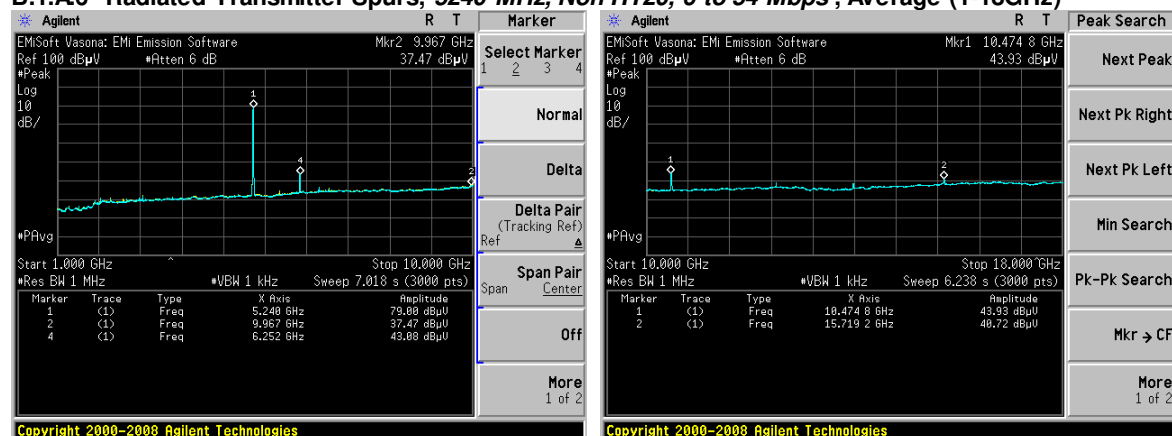 B.1.A.6 Radiated Transmitter Spurs, 5240 MHz, Non HT20, 6 to 54 Mbps , Average (1-18GHz)
Agilent R T
EMiSoft Vasona: EMi Emission Software Mkr2 9.967 GHz
Ref 100 dBµV #Atten 6 dB 37.47 dBµV
#Peak
Log
10
dB/
1
4
2
#PAvg
Start 1.000 GHz ^ Stop 10.000 GHz
#Res BW 1 MHz #VBW 1 kHz Sweep 7.018 s (3000 pts)
Marker Trace Type X Axis Amplitude
1 (1) Freq 5.240 GHz 79.00 dBµV
2 (1) Freq 9.967 GHz 37.47 dBµV
4 (1) Freq 6.252 GHz 43.08 dBµV
Copyright 2000-2008 Agilent Technologies
Marker
Select Marker
1 2 3 4
Normal
Delta
Delta Pair
(Tracking Ref)
Ref Δ
Span Pair
Span Center
Off
More
1 of 2
Agilent R T
EMiSoft Vasona: EMi Emission Software Mkr1 10.474 8 GHz
Ref 100 dBµV #Atten 6 dB 43.93 dBµV
#Peak
Log
10
dB/
1
2
#PAvg
Start 10.000 GHz Stop 18.000 ^GHz
#Res BW 1 MHz #VBW 1 kHz Sweep 6.238 s (3000 pts)
Marker Trace Type X Axis Amplitude
1 (1) Freq 10.474 8 GHz 43.93 dBµV
2 (1) Freq 15.719 2 GHz 40.72 dBµV
Copyright 2000-2008 Agilent Technologies
Peak Search
Next Peak
Next Pk Right
Next Pk Left
Min Search
Pk-Pk Search
Mkr → CF
More
1 of 2